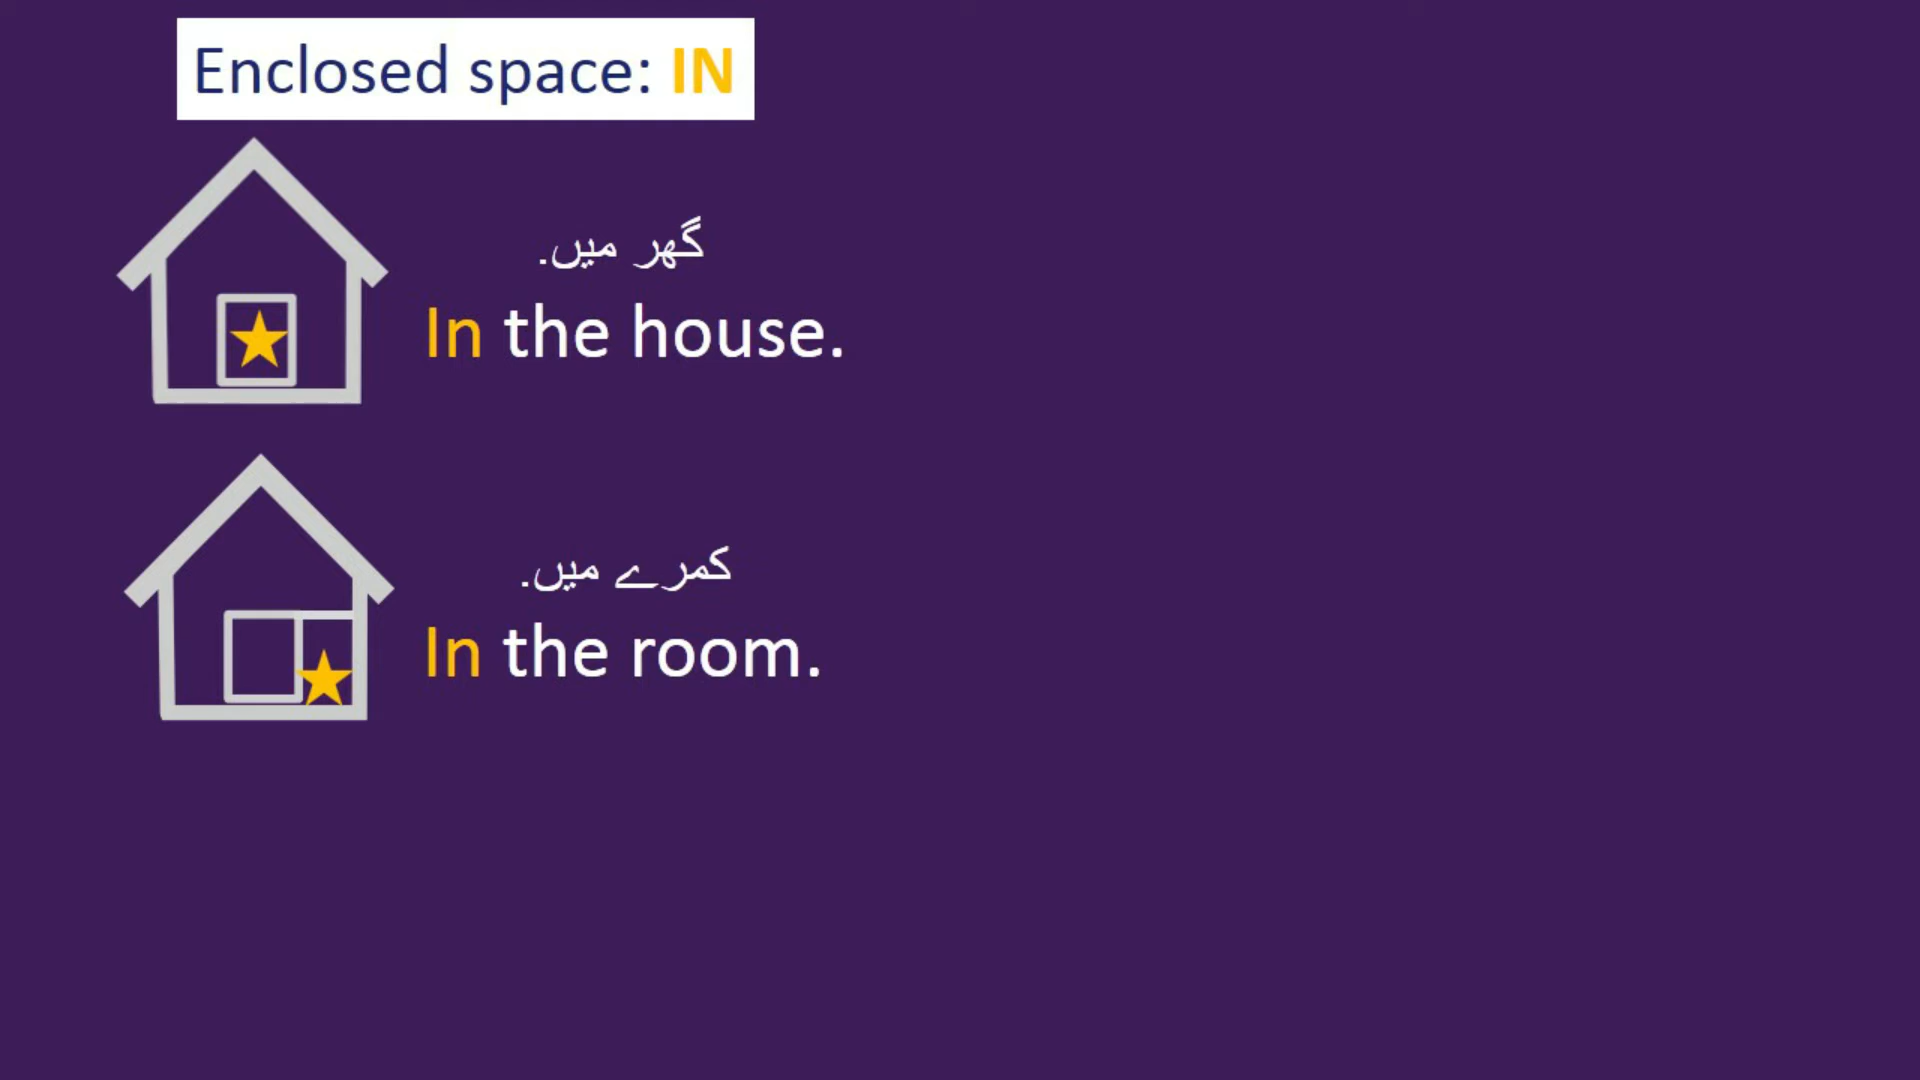 Enclosed space: IN
گھر میں.
In the house.
کمرے میں.
In the room.